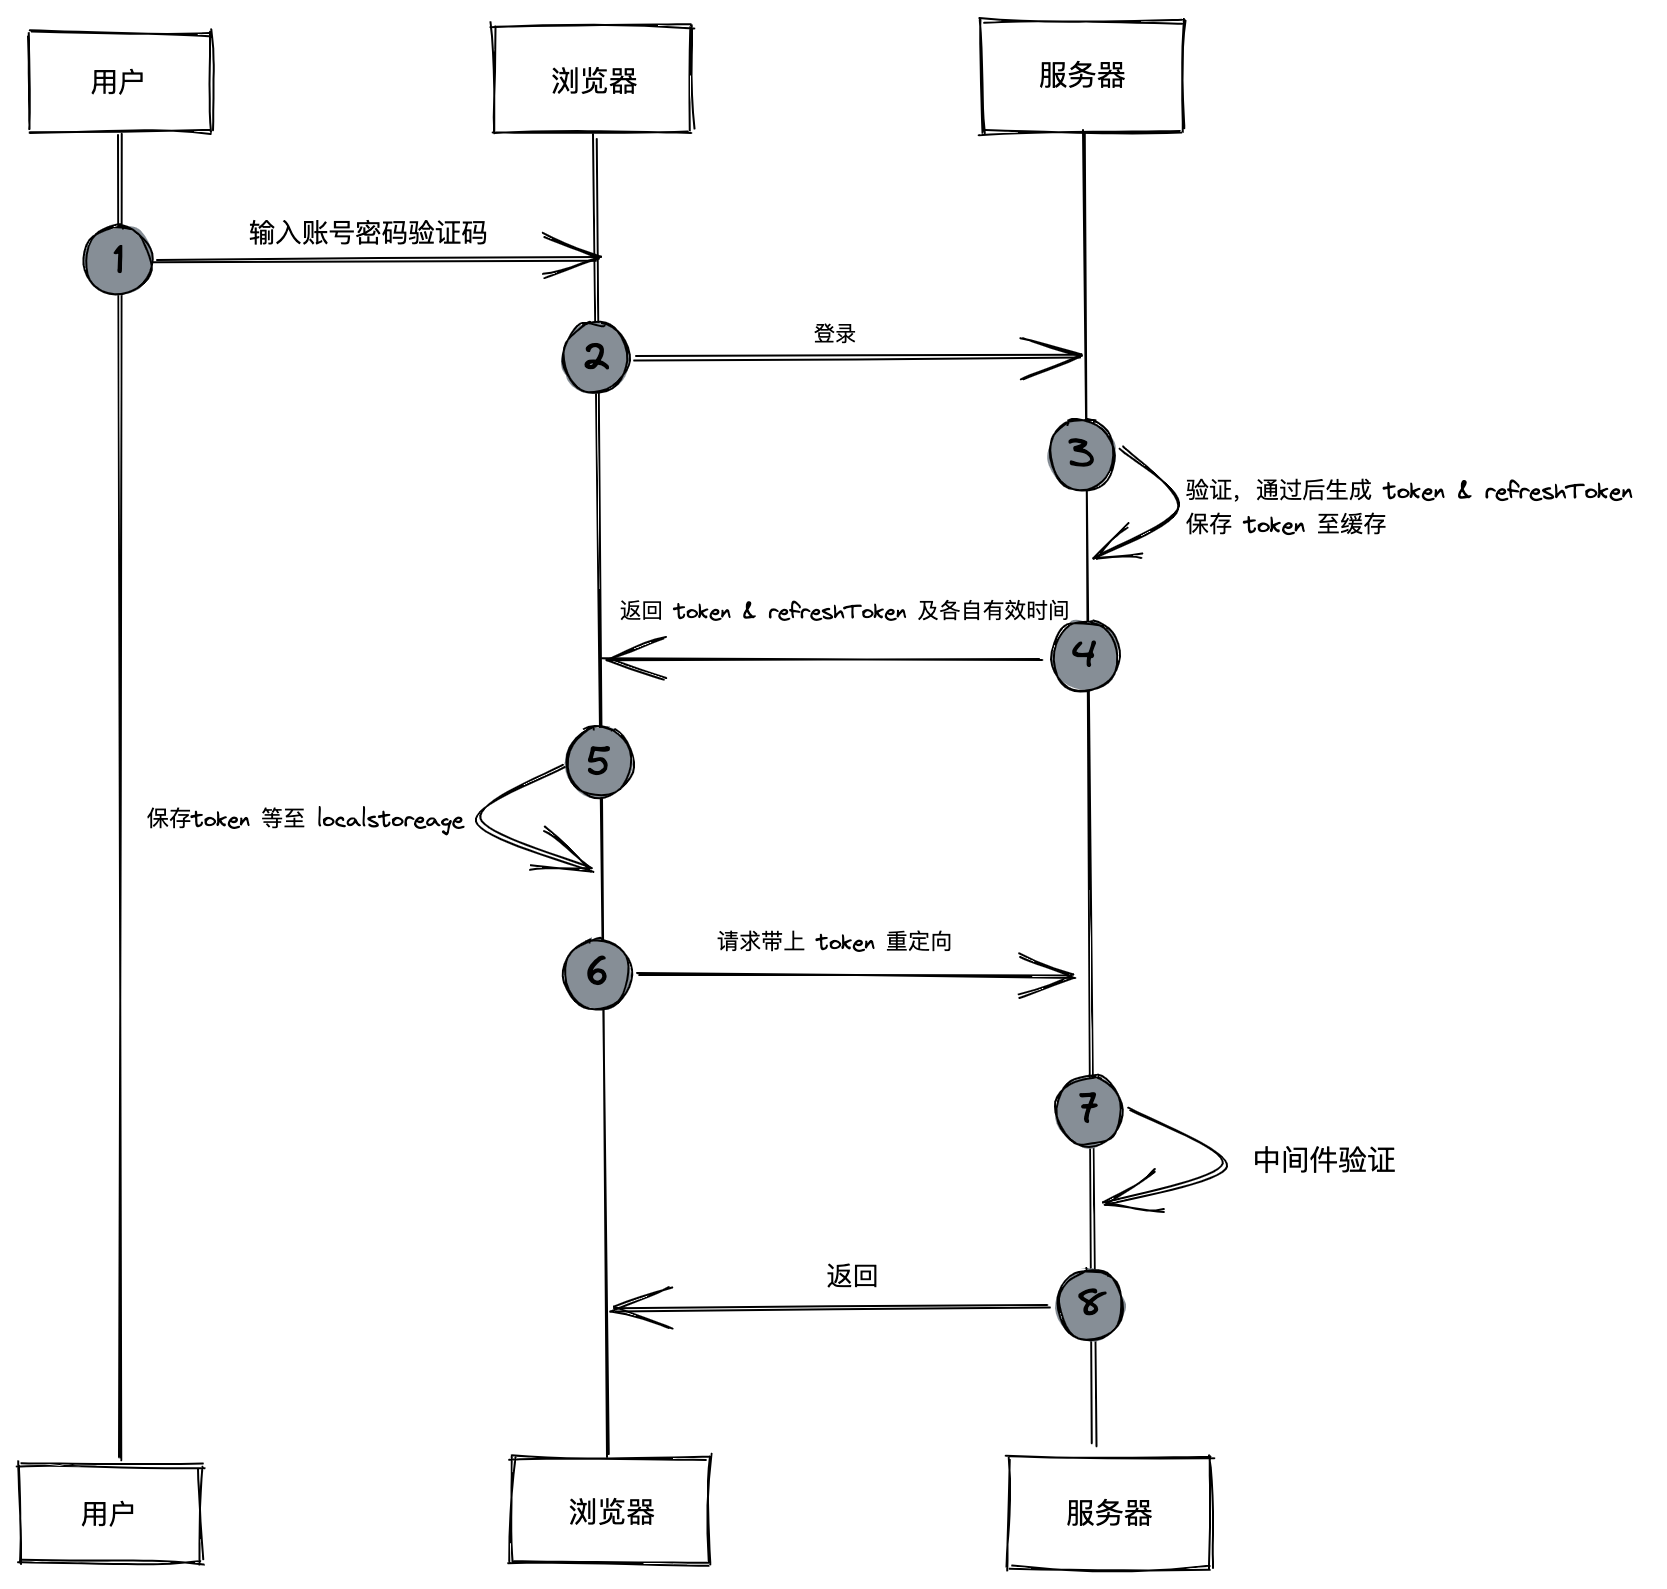 用户
浏览器
服务器
输入账号密码验证码
1
登录
2
3
验证，通过后生成 token & refreshToken
保存 token 至缓存
返回 token & refreshToken 及各自有效时间
4
5
保存token 等至 localstoreage
请求带上 token 重定向
6
7
中间件验证
返回
8
用户
浏览器
服务器